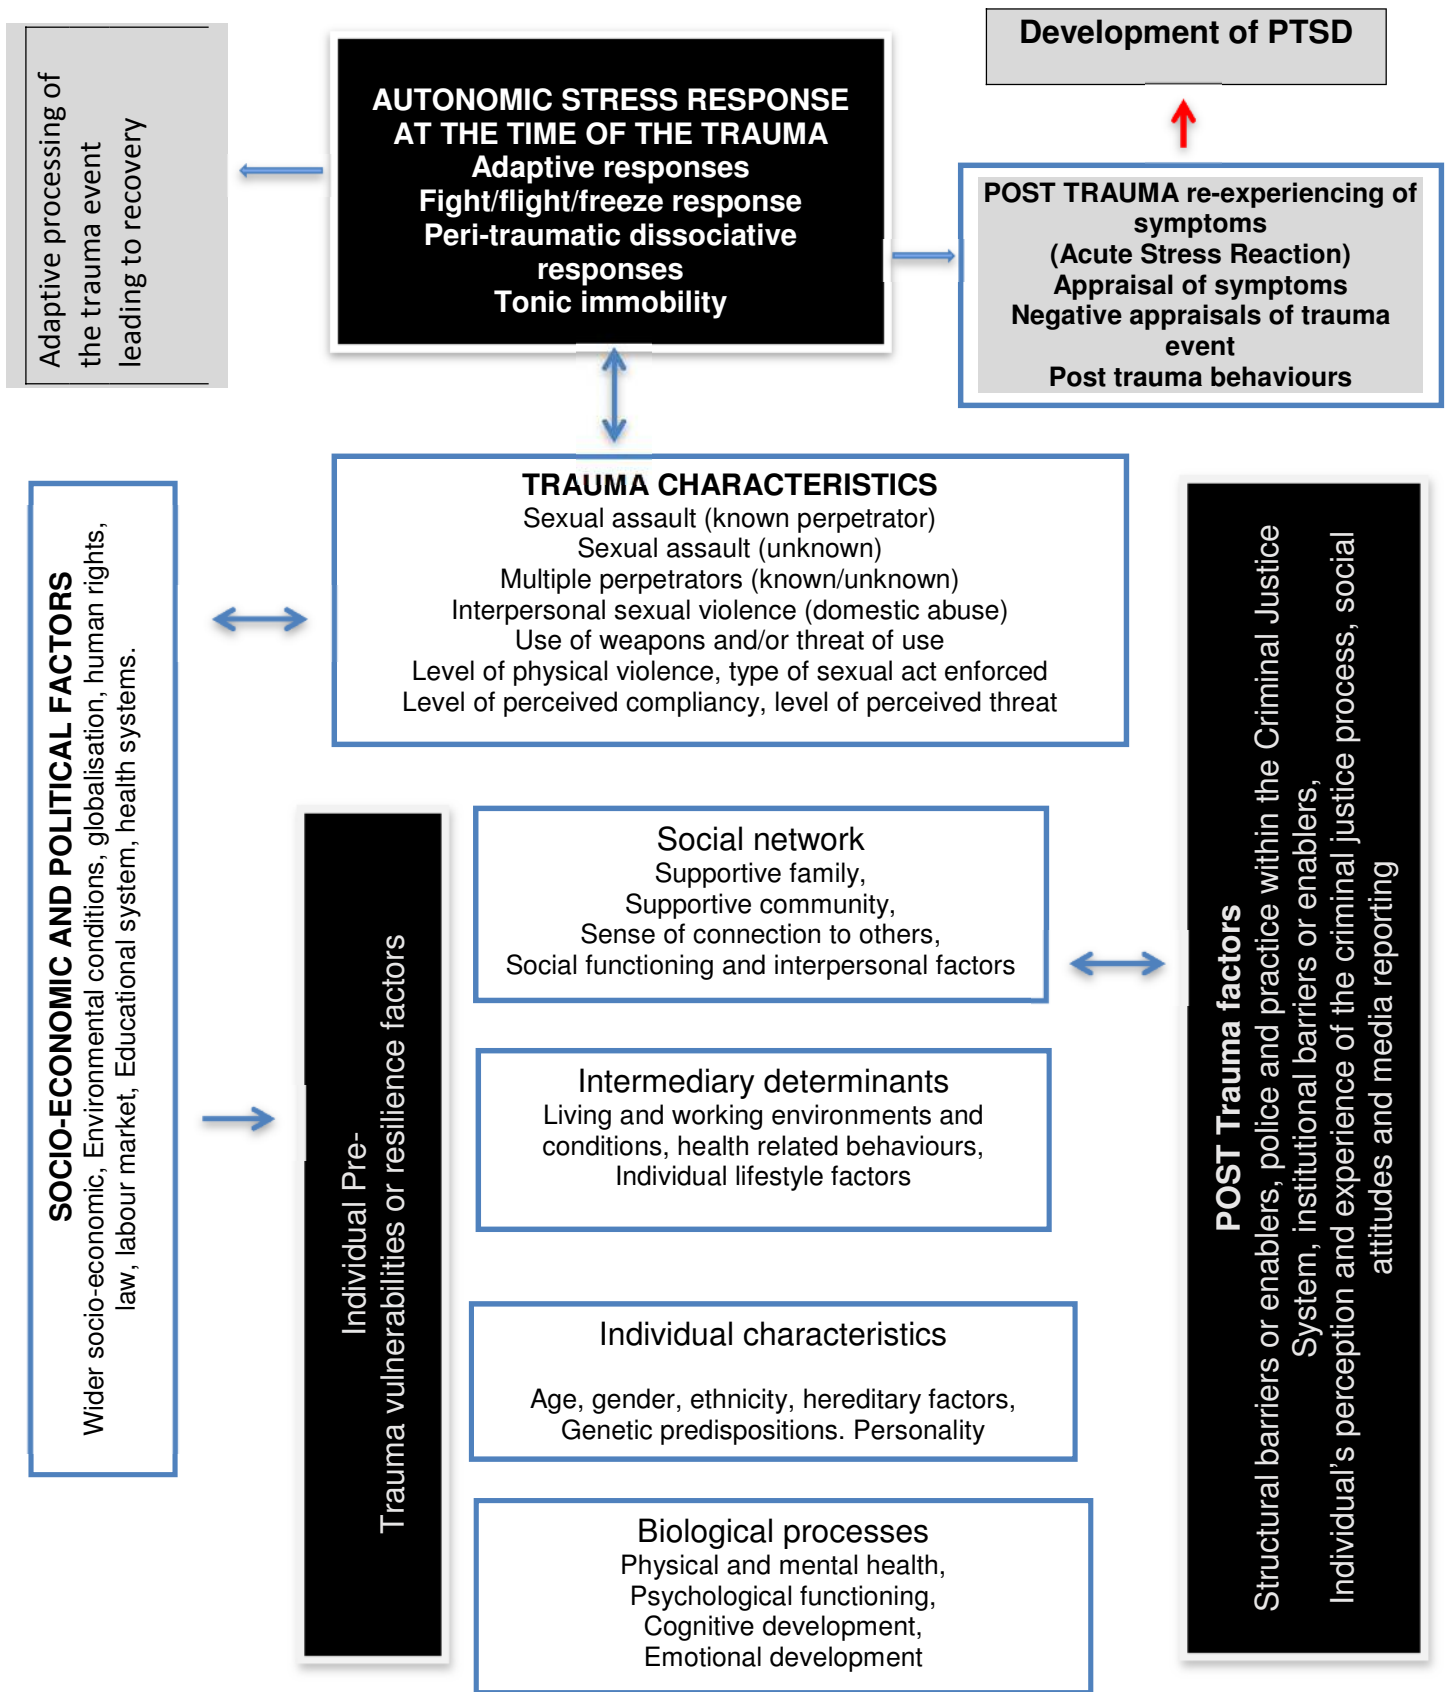 Adaptive processing of
the trauma event
leading to recovery
AUTONOMIC STRESS RESPONSE
AT THE TIME OF THE TRAUMA
Adaptive responses
Fight/flight/freeze response
Peri-traumatic dissociative
responses
Tonic immobility
Development of PTSD
POST TRAUMA re-experiencing of
symptoms
(Acute Stress Reaction)
Appraisal of symptoms
Negative appraisals of trauma
event
Post trauma behaviours
TRAUMA CHARACTERISTICS
Sexual assault (known perpetrator)
Sexual assault (unknown)
Multiple perpetrators (known/unknown)
Interpersonal sexual violence (domestic abuse)
Use of weapons and/or threat of use
Level of physical violence, type of sexual act enforced
Level of perceived compliancy, level of perceived threat
SOCIO-ECONOMIC AND POLITICAL FACTORS
Wider socio-economic, Environmental conditions, globalisation, human rights,
law, labour market, Educational system, health systems.
Individual Pre-
Trauma vulnerabilities or resilience factors
Social network
Supportive family,
Supportive community,
Sense of connection to others,
Social functioning and interpersonal factors
Intermediary determinants
Living and working environments and
conditions, health related behaviours,
Individual lifestyle factors
Individual characteristics
Age, gender, ethnicity, hereditary factors,
Genetic predispositions. Personality
Biological processes
Physical and mental health,
Psychological functioning,
Cognitive development,
Emotional development
POST Trauma factors
Structural barriers or enablers, police and practice within the Criminal Justice
System, institutional barriers or enablers,
Individual's perception and experience of the criminal justice process, social
attitudes and media reporting